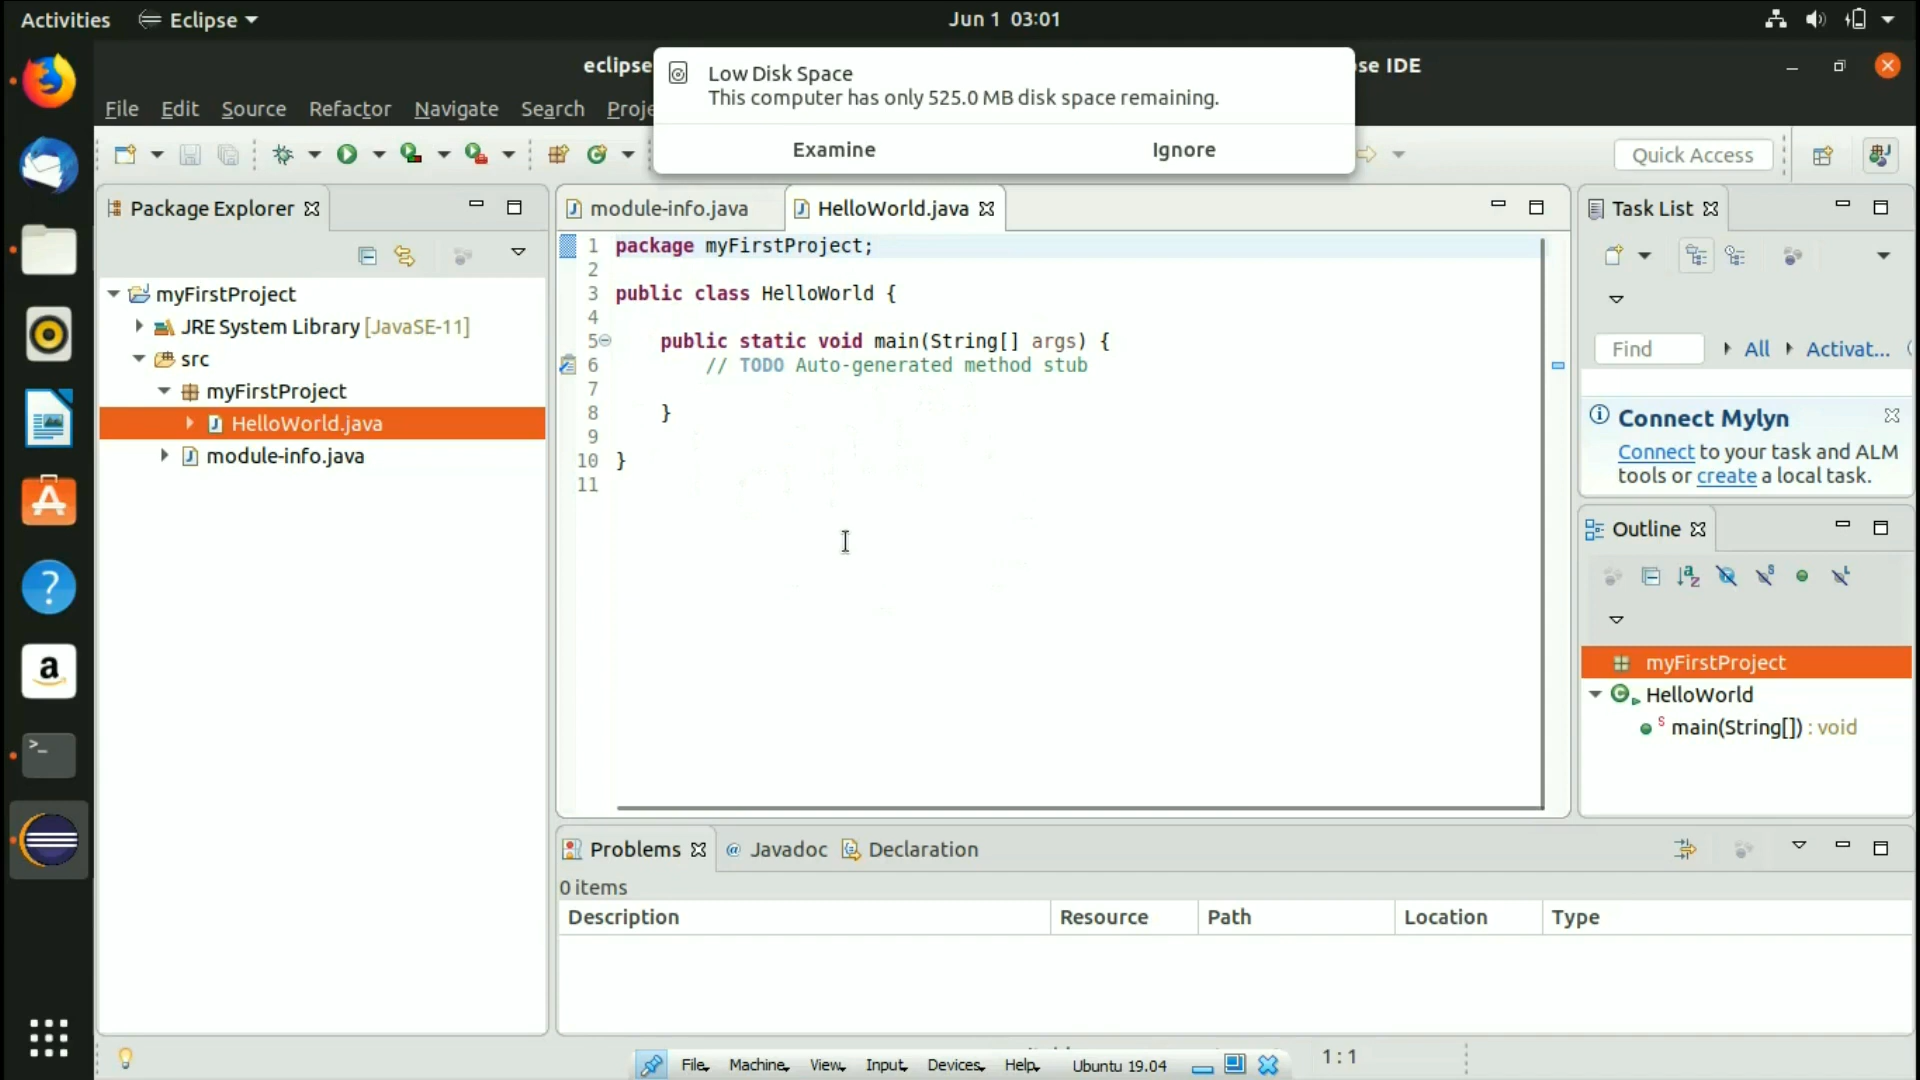 Activities
Eclipse
Jun 1 03:01
eclipse
se IDE
Low Disk Space
This computer has only 525.0 MB disk space remaining.
Examine
Ignore
File Edit Source Refactor Navigate Search Proje
Quick Access
Package Explorer
module-info.java
HelloWorld.java
Task List
myFirstProject
JRE System Library [JavaSE-11]
src
myFirstProject
HelloWorld.java
module-info.java
1 package myFirstProject;
2
3 public class HelloWorld {
4
5 public static void main(String[] args) {
6 // TODO Auto-generated method stub
7
8 }
9
10 }
11
Find
All
Activat...
Connect Mylyn
Connect to your task and ALM
tools or create a local task.
Outline
myFirstProject
HelloWorld
main(String[]) : void
Problems
@ Javadoc
Declaration
0 items
Description Resource Path Location Type
File Machine View Input Devices Help Ubuntu 19.04
1 : 1